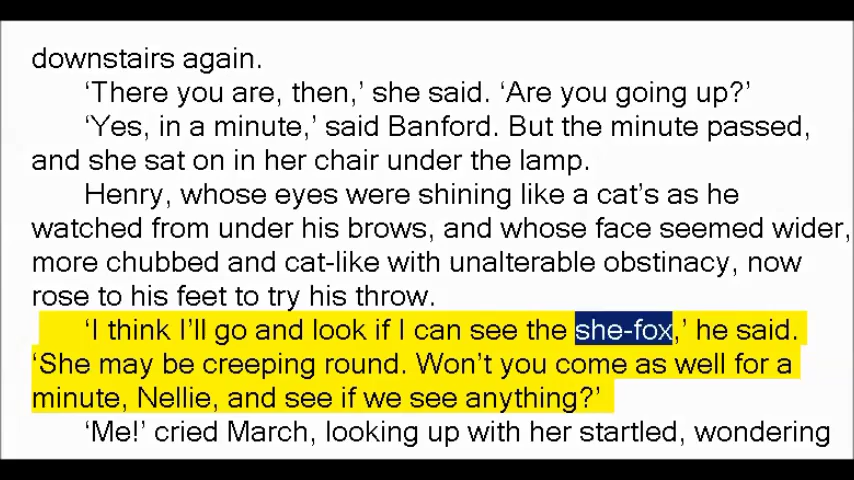 downstairs again.
‘There you are, then,’ she said. ‘Are you going up?’
‘Yes, in a minute,’ said Banford. But the minute passed,
and she sat on in her chair under the lamp.
Henry, whose eyes were shining like a cat’s as he
watched from under his brows, and whose face seemed wider,
more chubbed and cat-like with unalterable obstinacy, now
rose to his feet to try his throw.
‘I think I’ll go and look if I can see the she-fox,’ he said.
‘She may be creeping round. Won’t you come as well for a
minute, Nellie, and see if we see anything?’
‘Me!’ cried March, looking up with her startled, wondering